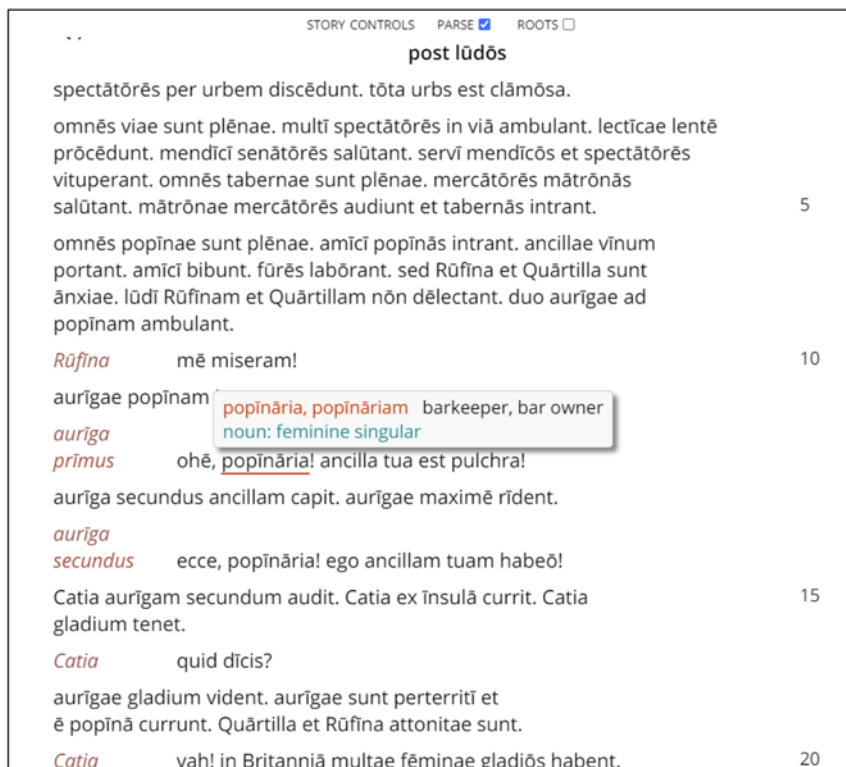 STORY CONTROLS PARSE ROOTS
post lūdōs
spectātōrēs per urbem discēdunt. tōta urbs est clāmōsa.
omnēs viae sunt plēnae. multī spectātōrēs in viā ambulant. lectīcae lentē
prōcēdunt. mendīcī senātōrēs salūtant. servī mendīcōs et spectātōrēs
vituperant. omnēs tabernae sunt plēnae. mercātōrēs mātrōnās
salūtant. mātrōnae mercātōrēs audiunt et tabernās intrant. 5
omnēs popīnae sunt plēnae. amīcī popīnās intrant. ancillae vīnum
portant. amīcī bibunt. fūrēs labōrant. sed Rūfīna et Quārtilla sunt
ānxiae. lūdī Rūfīnam et Quārtillam nōn dēlectant. duo aurīgae ad
popīnam ambulant.
Rūfīna mē miseram! 10
aurīgae popīnam
popīnāria, popīnāriam barkeeper, bar owner
noun: feminine singular
aurīga
prīmus ohē, popīnāria! ancilla tua est pulchra!
aurīga secundus ancillam capit. aurīgae maximē rīdent.
aurīga
secundus ecce, popīnāria! ego ancillam tuam habeō!
Catia aurīgam secundum audit. Catia ex īnsulā currit. Catia 15
gladium tenet.
Catia quid dīcis?
aurīgae gladium vident. aurīgae sunt perterritī et
ē popīnā currunt. Quārtilla et Rūfīna attonitae sunt.
Catia vah! in Britanniā multae fēminae gladiōs habent. 20